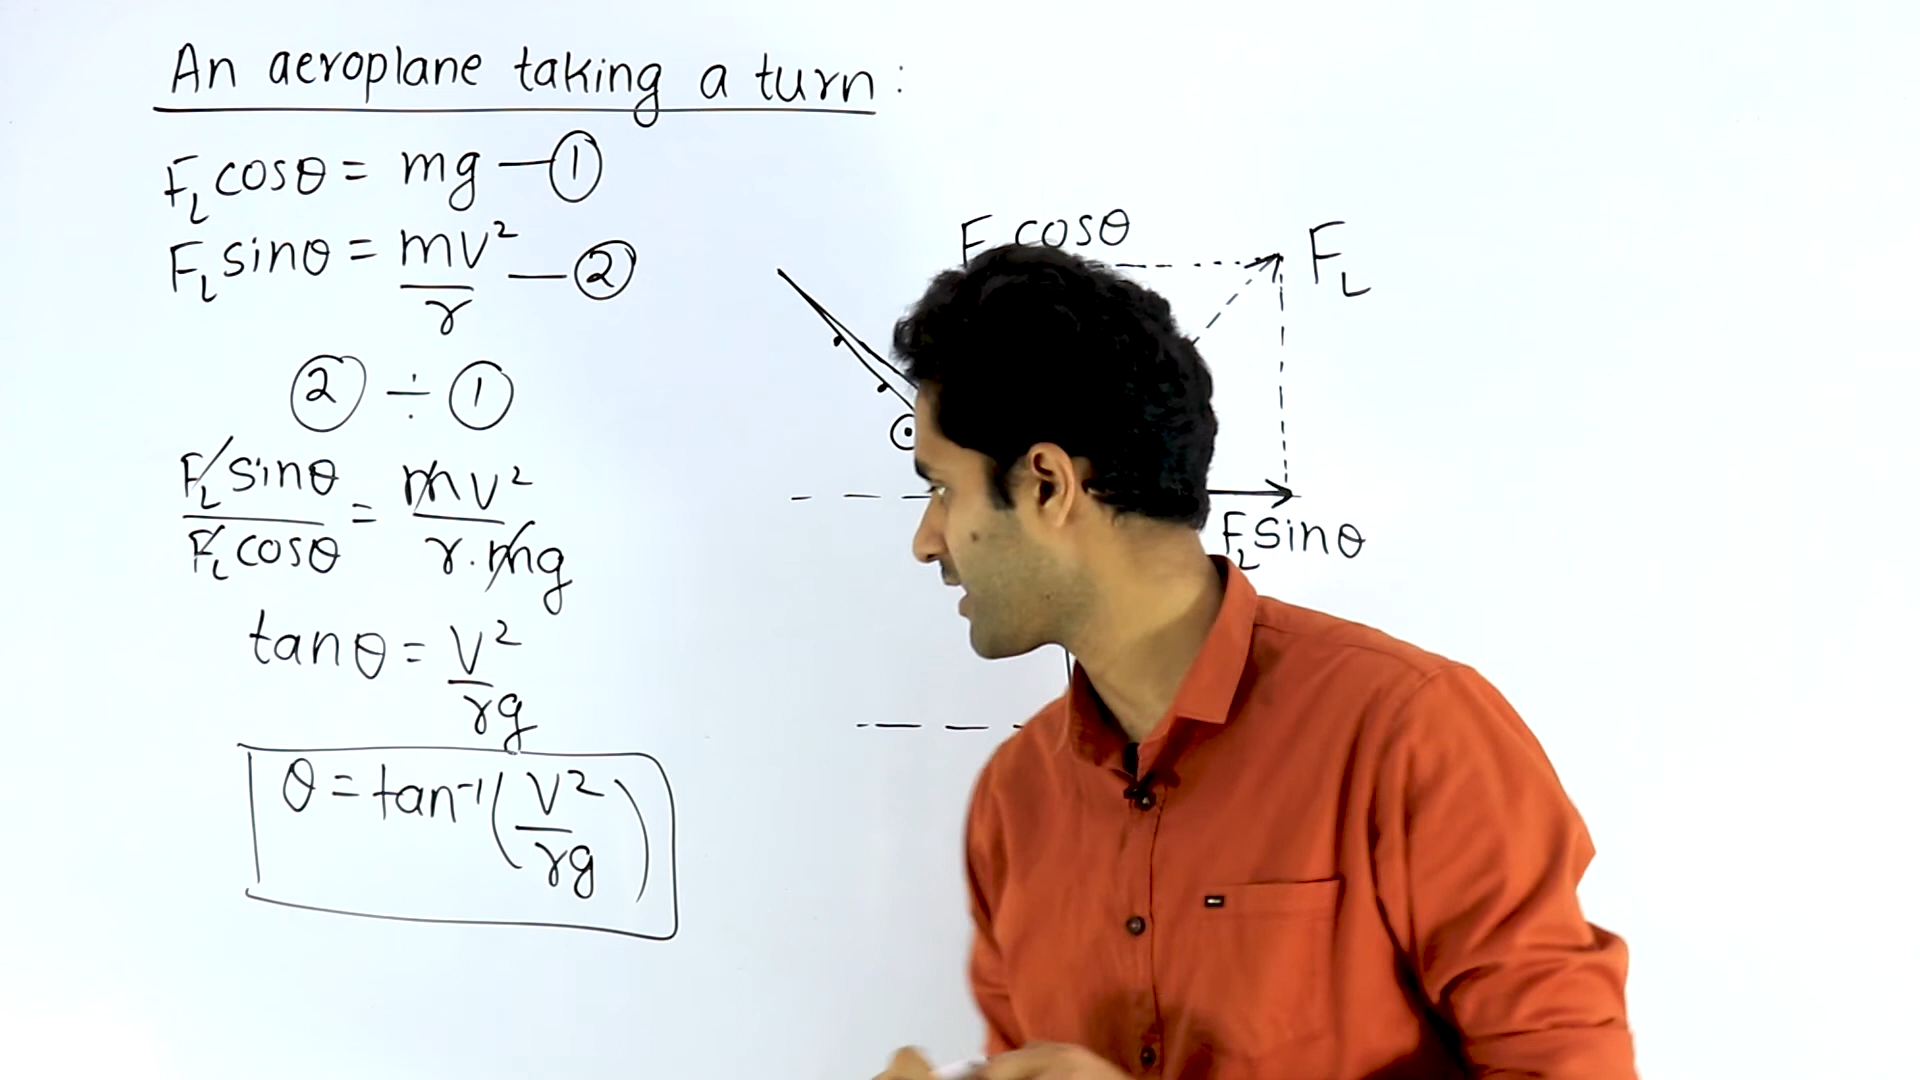 An aeroplane taking a turn:
F_L cosθ = mg — ①
F_L sinθ = mv²/r — ②
② ÷ ①
F_L sinθ / F_L cosθ = mv² / r.mg
tanθ = v²/rg
θ = tan⁻¹(v²/rg)
F cosθ
F_L
F_L sinθ